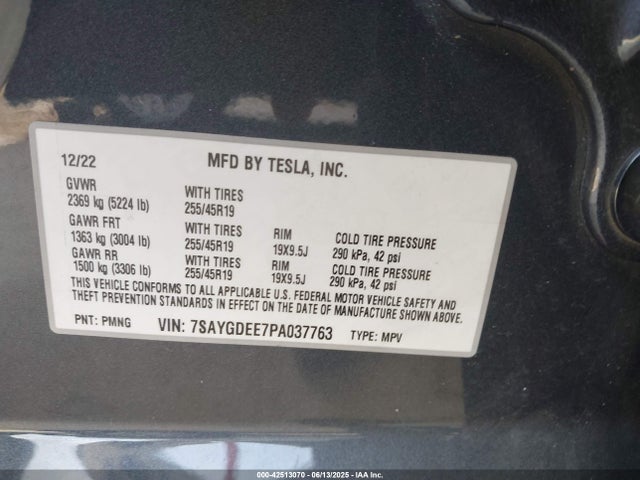 12/22 MFD BY TESLA, INC.
GVWR
2369 kg (5224 lb)
WITH TIRES
255/45R19
GAWR FRT
1363 kg (3004 lb)
WITH TIRES
255/45R19
RIM
19X9.5J
COLD TIRE PRESSURE
290 kPa, 42 psi
GAWR RR
1500 kg (3306 lb)
WITH TIRES
255/45R19
RIM
19X9.5J
COLD TIRE PRESSURE
290 kPa, 42 psi
THIS VEHICLE CONFORMS TO ALL APPLICABLE U.S. FEDERAL MOTOR VEHICLE SAFETY AND
THEFT PREVENTION STANDARDS IN EFFECT ON THE DATE OF MANUFACTURE SHOWN ABOVE.
PNT: PMNG VIN: 7SAYGDEE7PA037763 TYPE: MPV
000-42513070 - 06/13/2025 - IAA Inc.